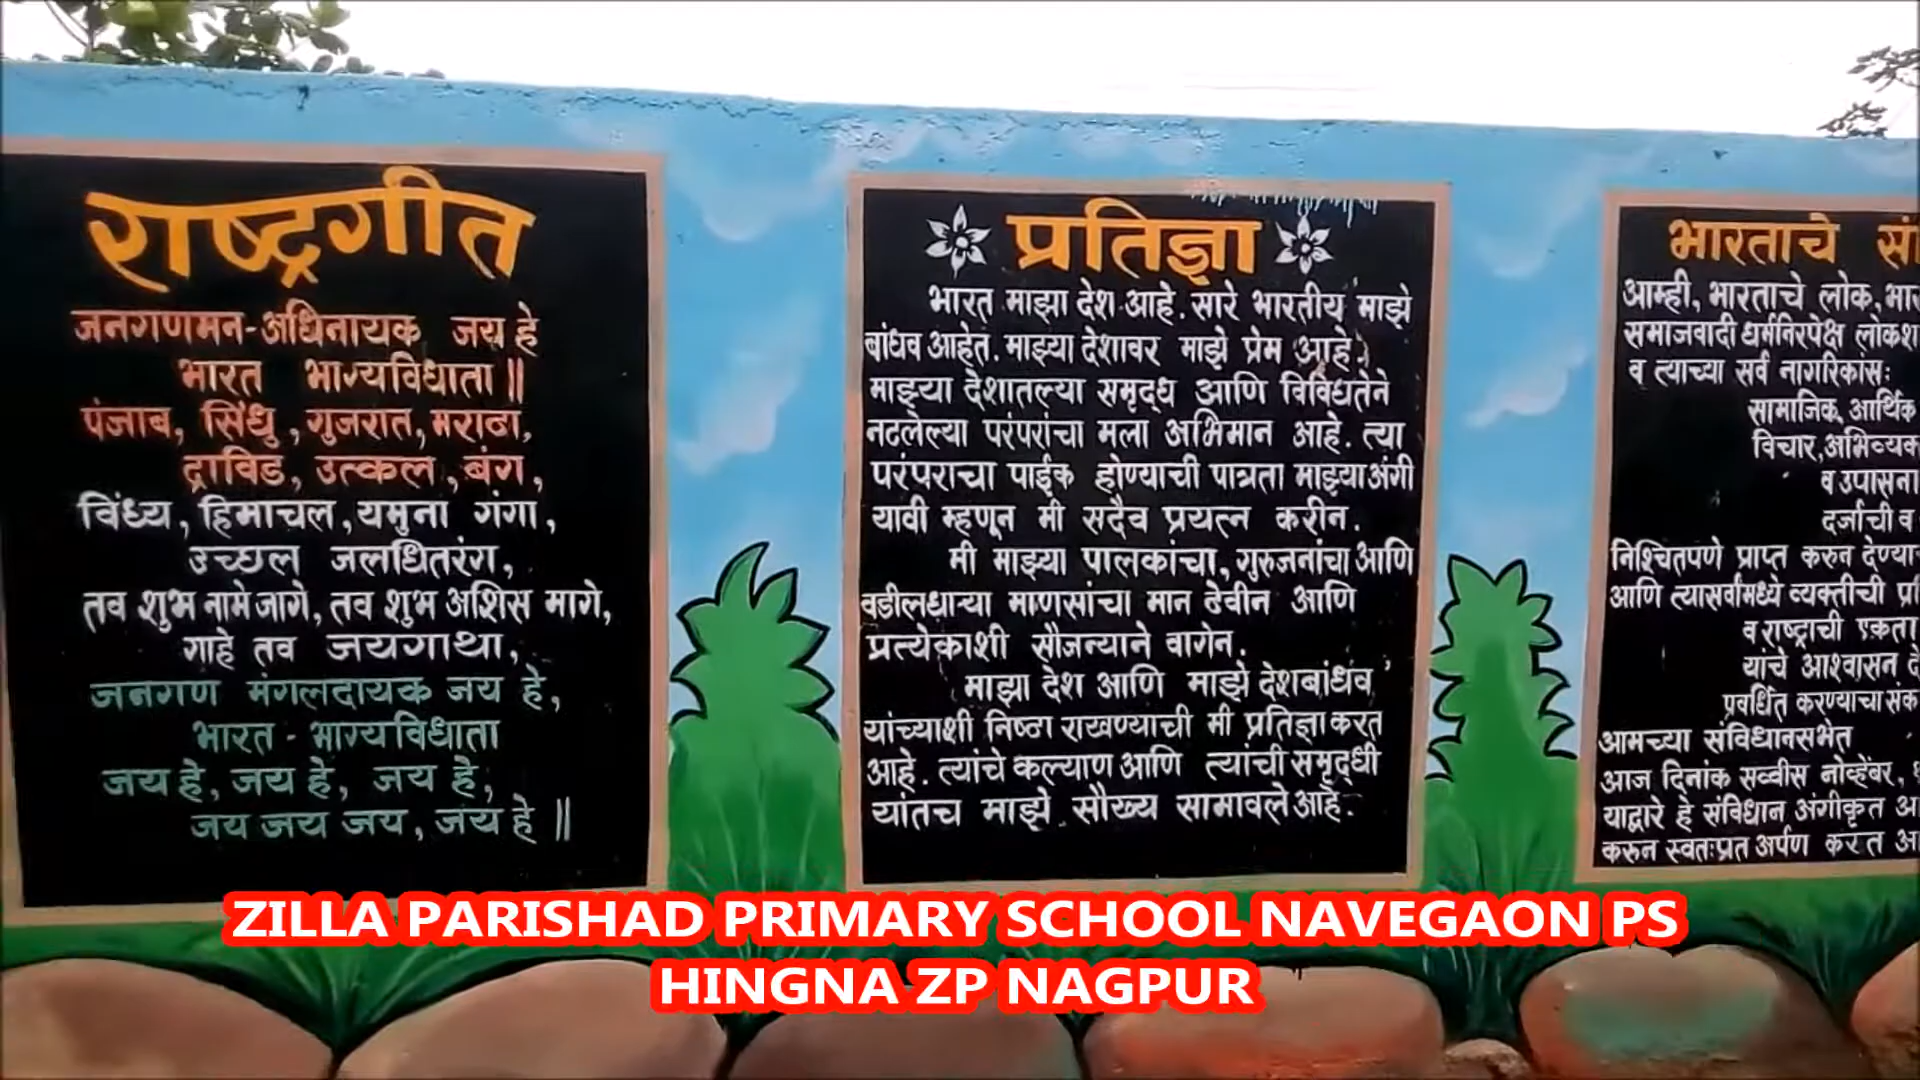 राष्ट्रगीत
जनगणमन-अधिनायक जय हे
भारत भाग्यविधाता ॥
पंजाब, सिंधु, गुजरात, मराठा,
द्राविड, उत्कल, बंग,
विंध्य, हिमाचल, यमुना गंगा,
उच्छल जलधितरंग,
तव शुभ नामे जागे, तव शुभ अशिस मागे,
गाहे तव जयगाथा,
जनगण मंगलदायक जय हे,
भारत - भाग्यविधाता
जय हे, जय हे, जय हे,
जय जय जय, जय हे ॥
प्रतिज्ञा
भारत माझा देश आहे. सारे भारतीय माझे
बांधव आहेत. माझ्या देशावर माझे प्रेम आहे.
माझ्या देशातल्या समृद्ध आणि विविधतेने
नटलेल्या परंपरांचा मला अभिमान आहे. त्या
परंपराचा पाईक होण्याची पात्रता माझ्या अंगी
यावी म्हणून मी सदैव प्रयत्न करीन.
मी माझ्या पालकांचा, गुरुजनांचा आणि
वडीलधाऱ्या माणसांचा मान ठेवीन आणि
प्रत्येकाशी सौजन्याने वागेन.
माझा देश आणि माझे देशबांधव
यांच्याशी निष्ठा राखण्याची मी प्रतिज्ञा करत
आहे. त्यांचे कल्याण आणि त्यांची समृद्धी
यांतच माझे सौख्य सामावले आहे.
भारताचे सं
आम्ही, भारताचे लोक,
समाजवादी धर्मनिरपेक्ष
व त्याच्या सर्व नागरिकांसः
सामाजिक, आर्थिक
विचार,
व उपासना
दर्जाची व
निश्चितपणे प्राप्त करुन
आणि त्यासर्वांमध्ये व्यक्तीची
व राष्ट्राची एकता
यांचे आश्वासन
प्रवर्धित करण्याचा
आमच्या संविधानसभेत
आज दिनांक सव्वीस नोव्हेंबर,
याद्वारे हे संविधान अंगीकृत
करुन स्वतःप्रत अर्पण करत
ZILLA PARISHAD PRIMARY SCHOOL NAVEGAON PS
HINGNA ZP NAGPUR